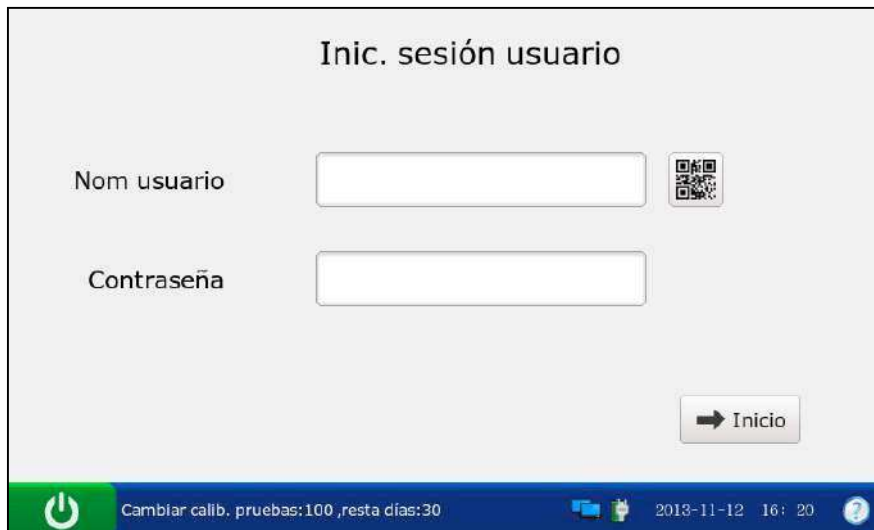 Inic. sesión usuario
Nom usuario
Contraseña
Inicio
Cambiar calib. pruebas:100 ,resta días:30 2013-11-12 16: 20 ?